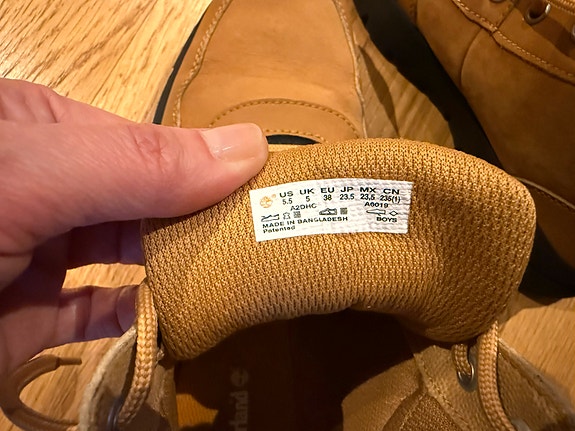 US UK EU JP MX CN
5.5 5 38 23.5 23.5 235(1)
A2DHC A6019
BOYS
MADE IN BANGLADESH
Patented